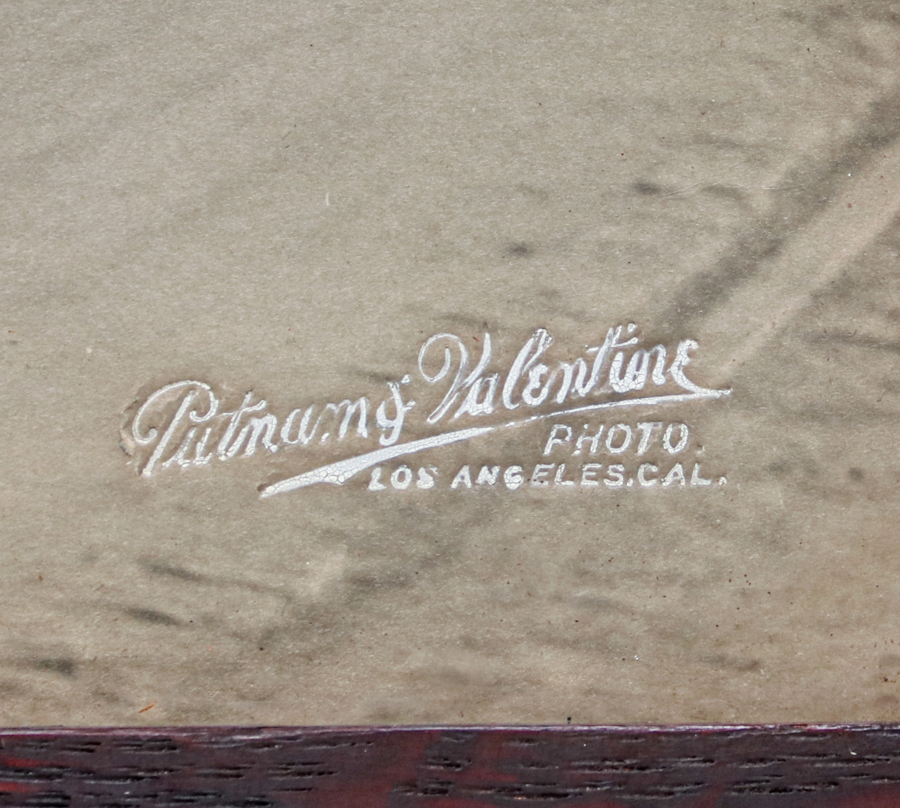 Putnam & Valentine
PHOTO.
LOS ANGELES. CAL.